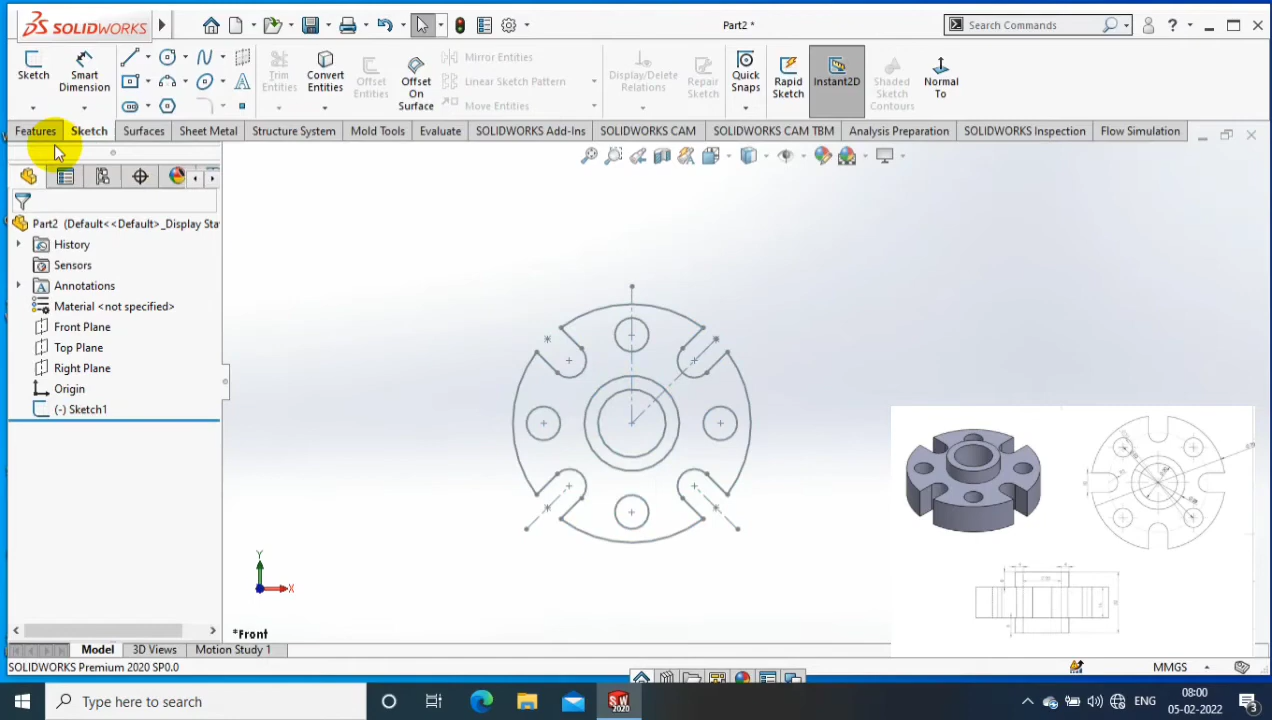 SOLIDWORKS
Part2 *
Search Commands
Sketch
Smart Dimension
Trim Entities
Convert Entities
Offset Entities
Offset On Surface
Mirror Entities
Linear Sketch Pattern
Move Entities
Display/Delete Relations
Repair Sketch
Quick Snaps
Rapid Sketch
Instant2D
Shaded Sketch Contours
Normal To
Features
Sketch
Surfaces
Sheet Metal
Structure System
Mold Tools
Evaluate
SOLIDWORKS Add-Ins
SOLIDWORKS CAM
SOLIDWORKS CAM TBM
Analysis Preparation
SOLIDWORKS Inspection
Flow Simulation
Part2 (Default<<Default>_Display Sta
History
Sensors
Annotations
Material <not specified>
Front Plane
Top Plane
Right Plane
Origin
(-) Sketch1
Y
X
*Front
Model
3D Views
Motion Study 1
SOLIDWORKS Premium 2020 SP0.0
MMGS
Type here to search
SW
2020
ENG
08:00
05-02-2022
3